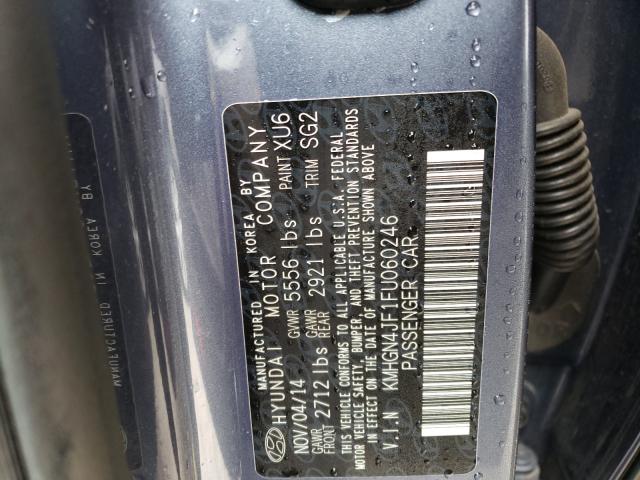 MANUFACTURED IN KOREA BY
HYUNDAI MOTOR COMPANY
NOV/04/14 GVWR 5556 lbs PAINT XU6
GAWR FRONT 2712 lbs GAWR REAR 2921 lbs TRIM SG2
THIS VEHICLE CONFORMS TO ALL APPLICABLE U.S.A. FEDERAL
MOTOR VEHICLE SAFETY, BUMPER, AND THEFT PREVENTION STANDARDS
IN EFFECT ON THE DATE OF MANUFACTURE SHOWN ABOVE
V.I.N KMHGN4JF1FU060246
PASSENGER CAR
IN KOREA BY